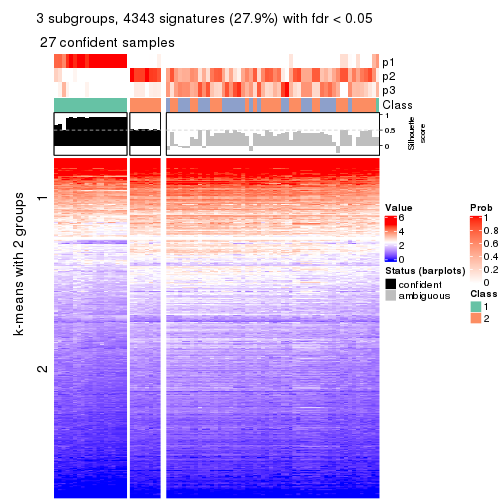 3 subgroups, 4343 signatures (27.9%) with fdr < 0.05
27 confident samples
p1
p2
p3
Class
1
0.5
0
Silhouette
score
k-means with 2 groups
1
2
Value
6
4
2
0
Status (barplots)
confident
ambiguous
Prob
1
0.8
0.6
0.4
0.2
0
Class
1
2